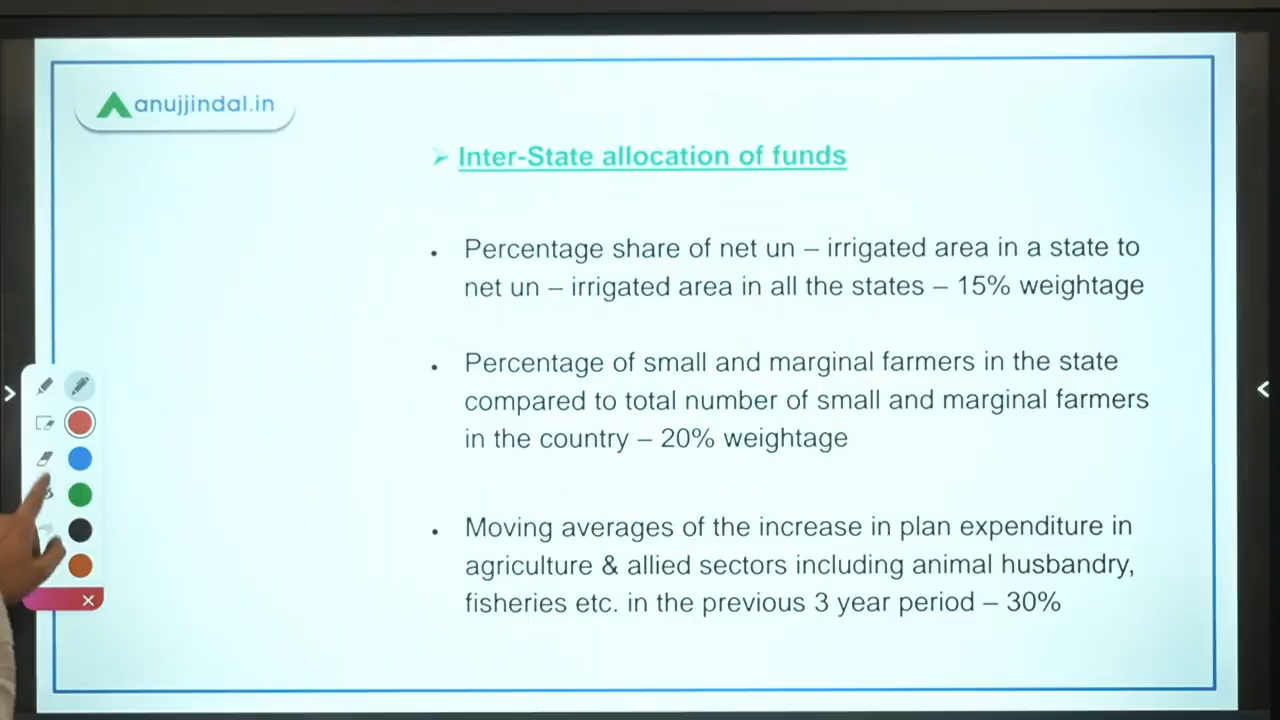 anujjindal.in
➢ Inter-State allocation of funds
• Percentage share of net un – irrigated area in a state to
net un – irrigated area in all the states – 15% weightage
• Percentage of small and marginal farmers in the state
compared to total number of small and marginal farmers
in the country – 20% weightage
• Moving averages of the increase in plan expenditure in
agriculture & allied sectors including animal husbandry,
fisheries etc. in the previous 3 year period – 30%